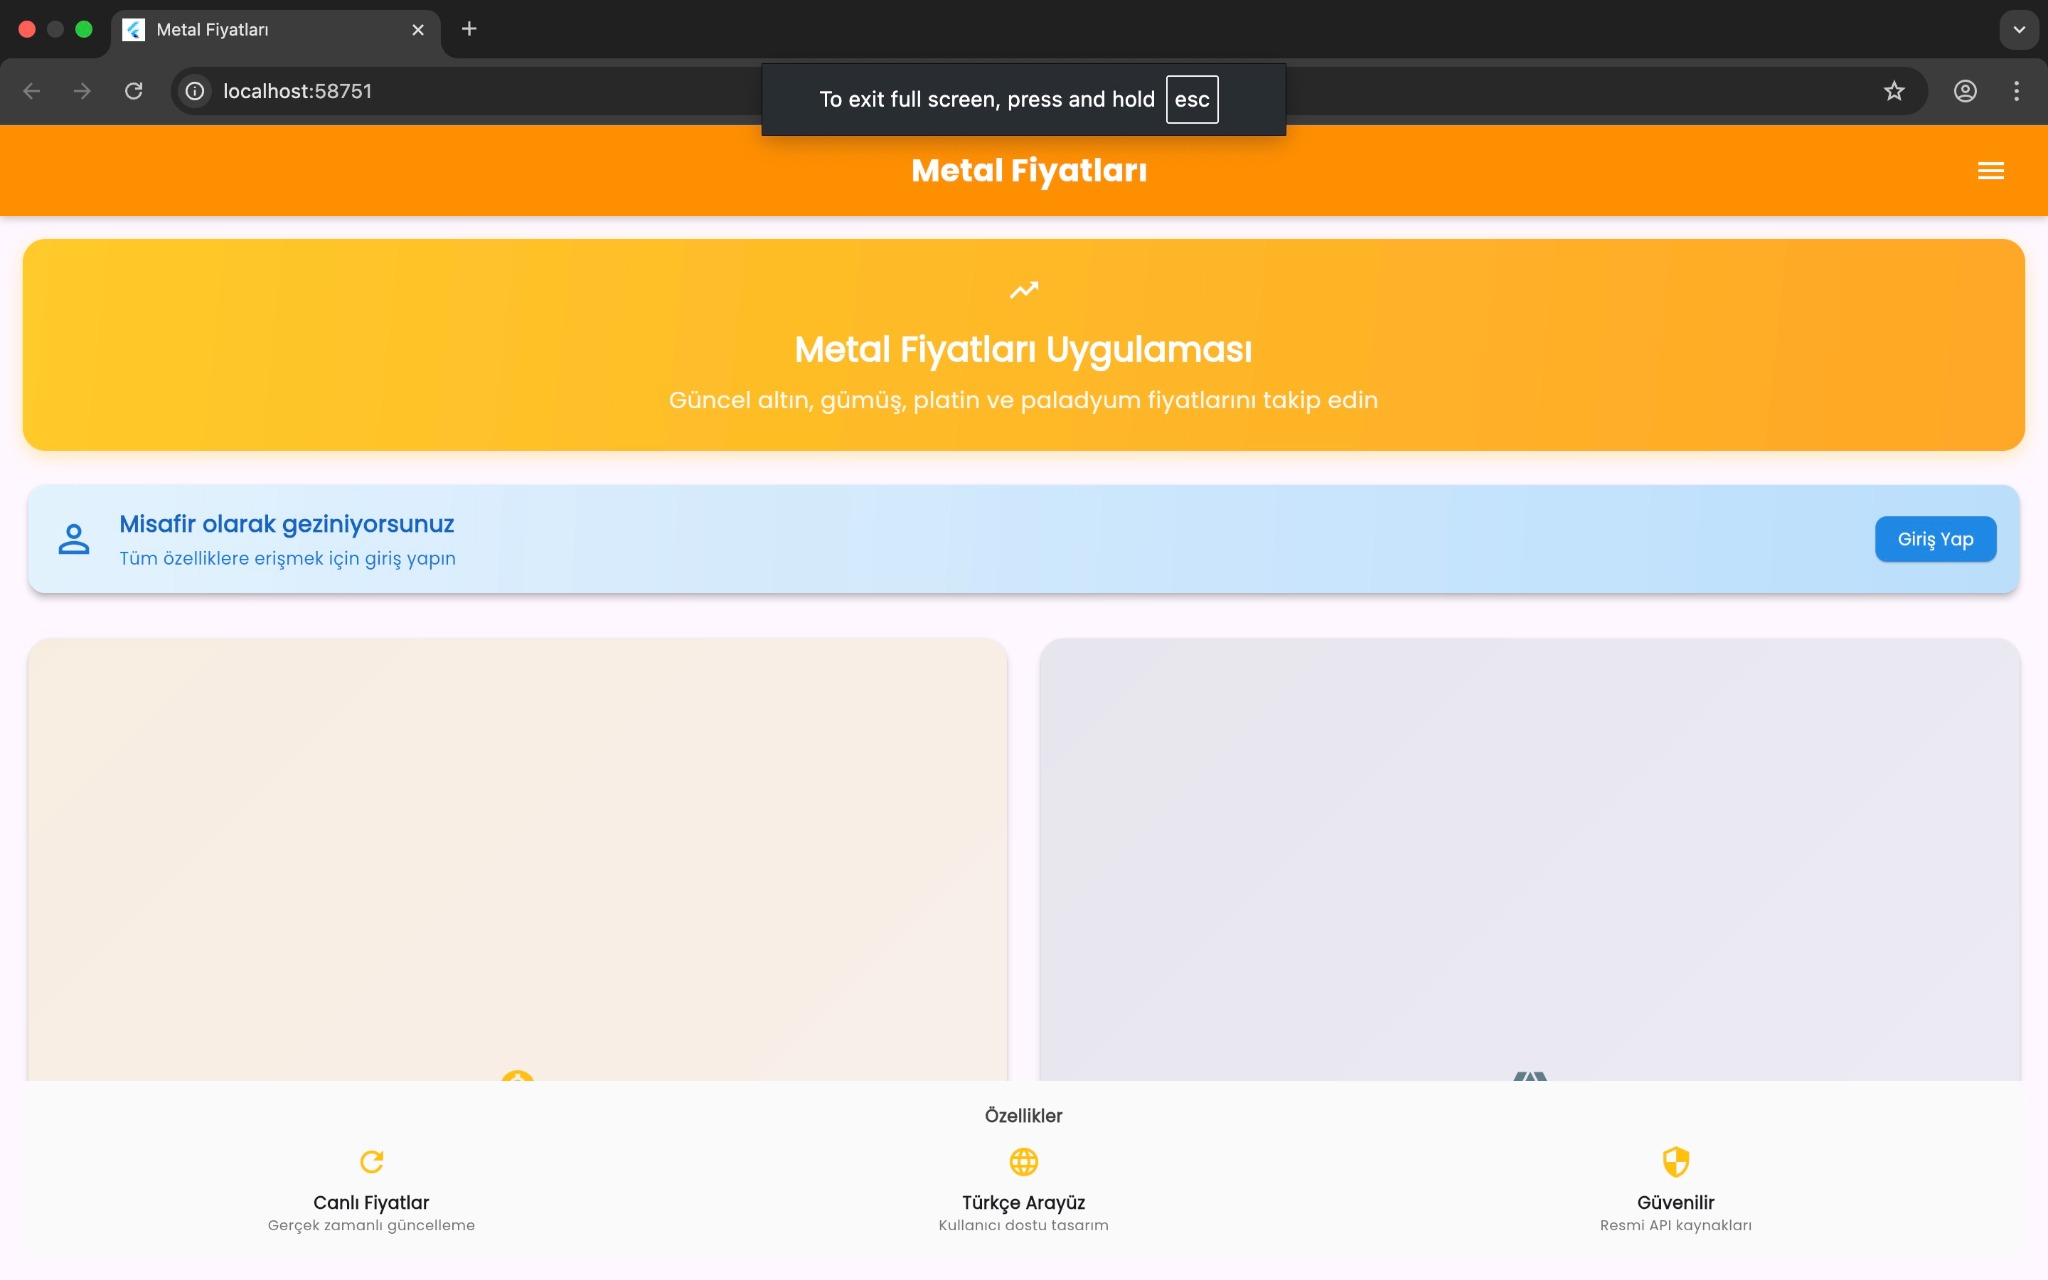 Metal Fiyatları
localhost:58751
To exit full screen, press and hold esc
Metal Fiyatları
Metal Fiyatları Uygulaması
Güncel altın, gümüş, platin ve paladyum fiyatlarını takip edin
Misafir olarak geziniyorsunuz
Tüm özelliklere erişmek için giriş yapın
Giriş Yap
Özellikler
Canlı Fiyatlar
Gerçek zamanlı güncelleme
Türkçe Arayüz
Kullanıcı dostu tasarım
Güvenilir
Resmi API kaynakları